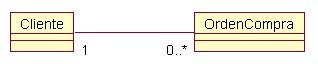 Cliente
OrdenCompra
1
0..*